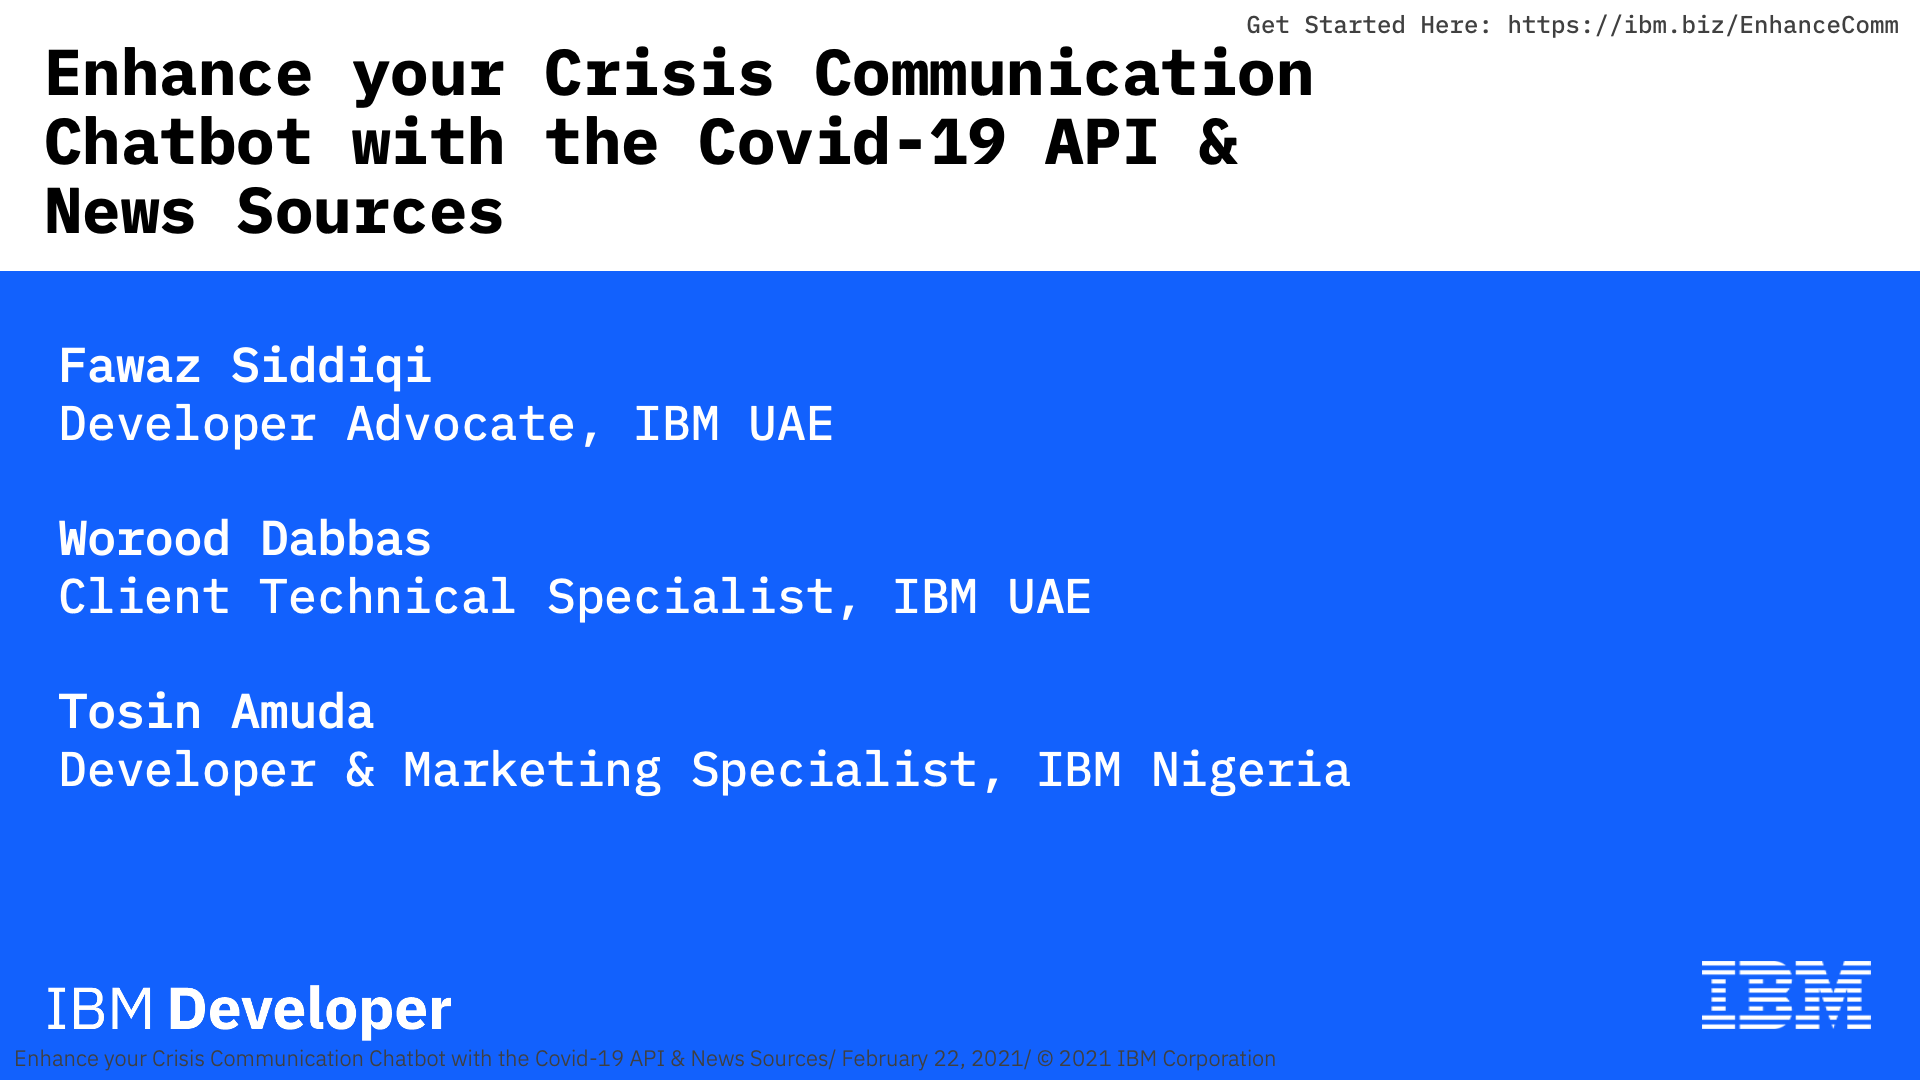 Get Started Here: https://ibm.biz/EnhanceComm
Enhance your Crisis Communication
Chatbot with the Covid-19 API &
News Sources
Fawaz Siddiqi
Developer Advocate, IBM UAE
Worood Dabbas
Client Technical Specialist, IBM UAE
Tosin Amuda
Developer & Marketing Specialist, IBM Nigeria
IBM Developer
IBM
Enhance your Crisis Communication Chatbot with the Covid-19 API & News Sources/ February 22, 2021/ © 2021 IBM Corporation